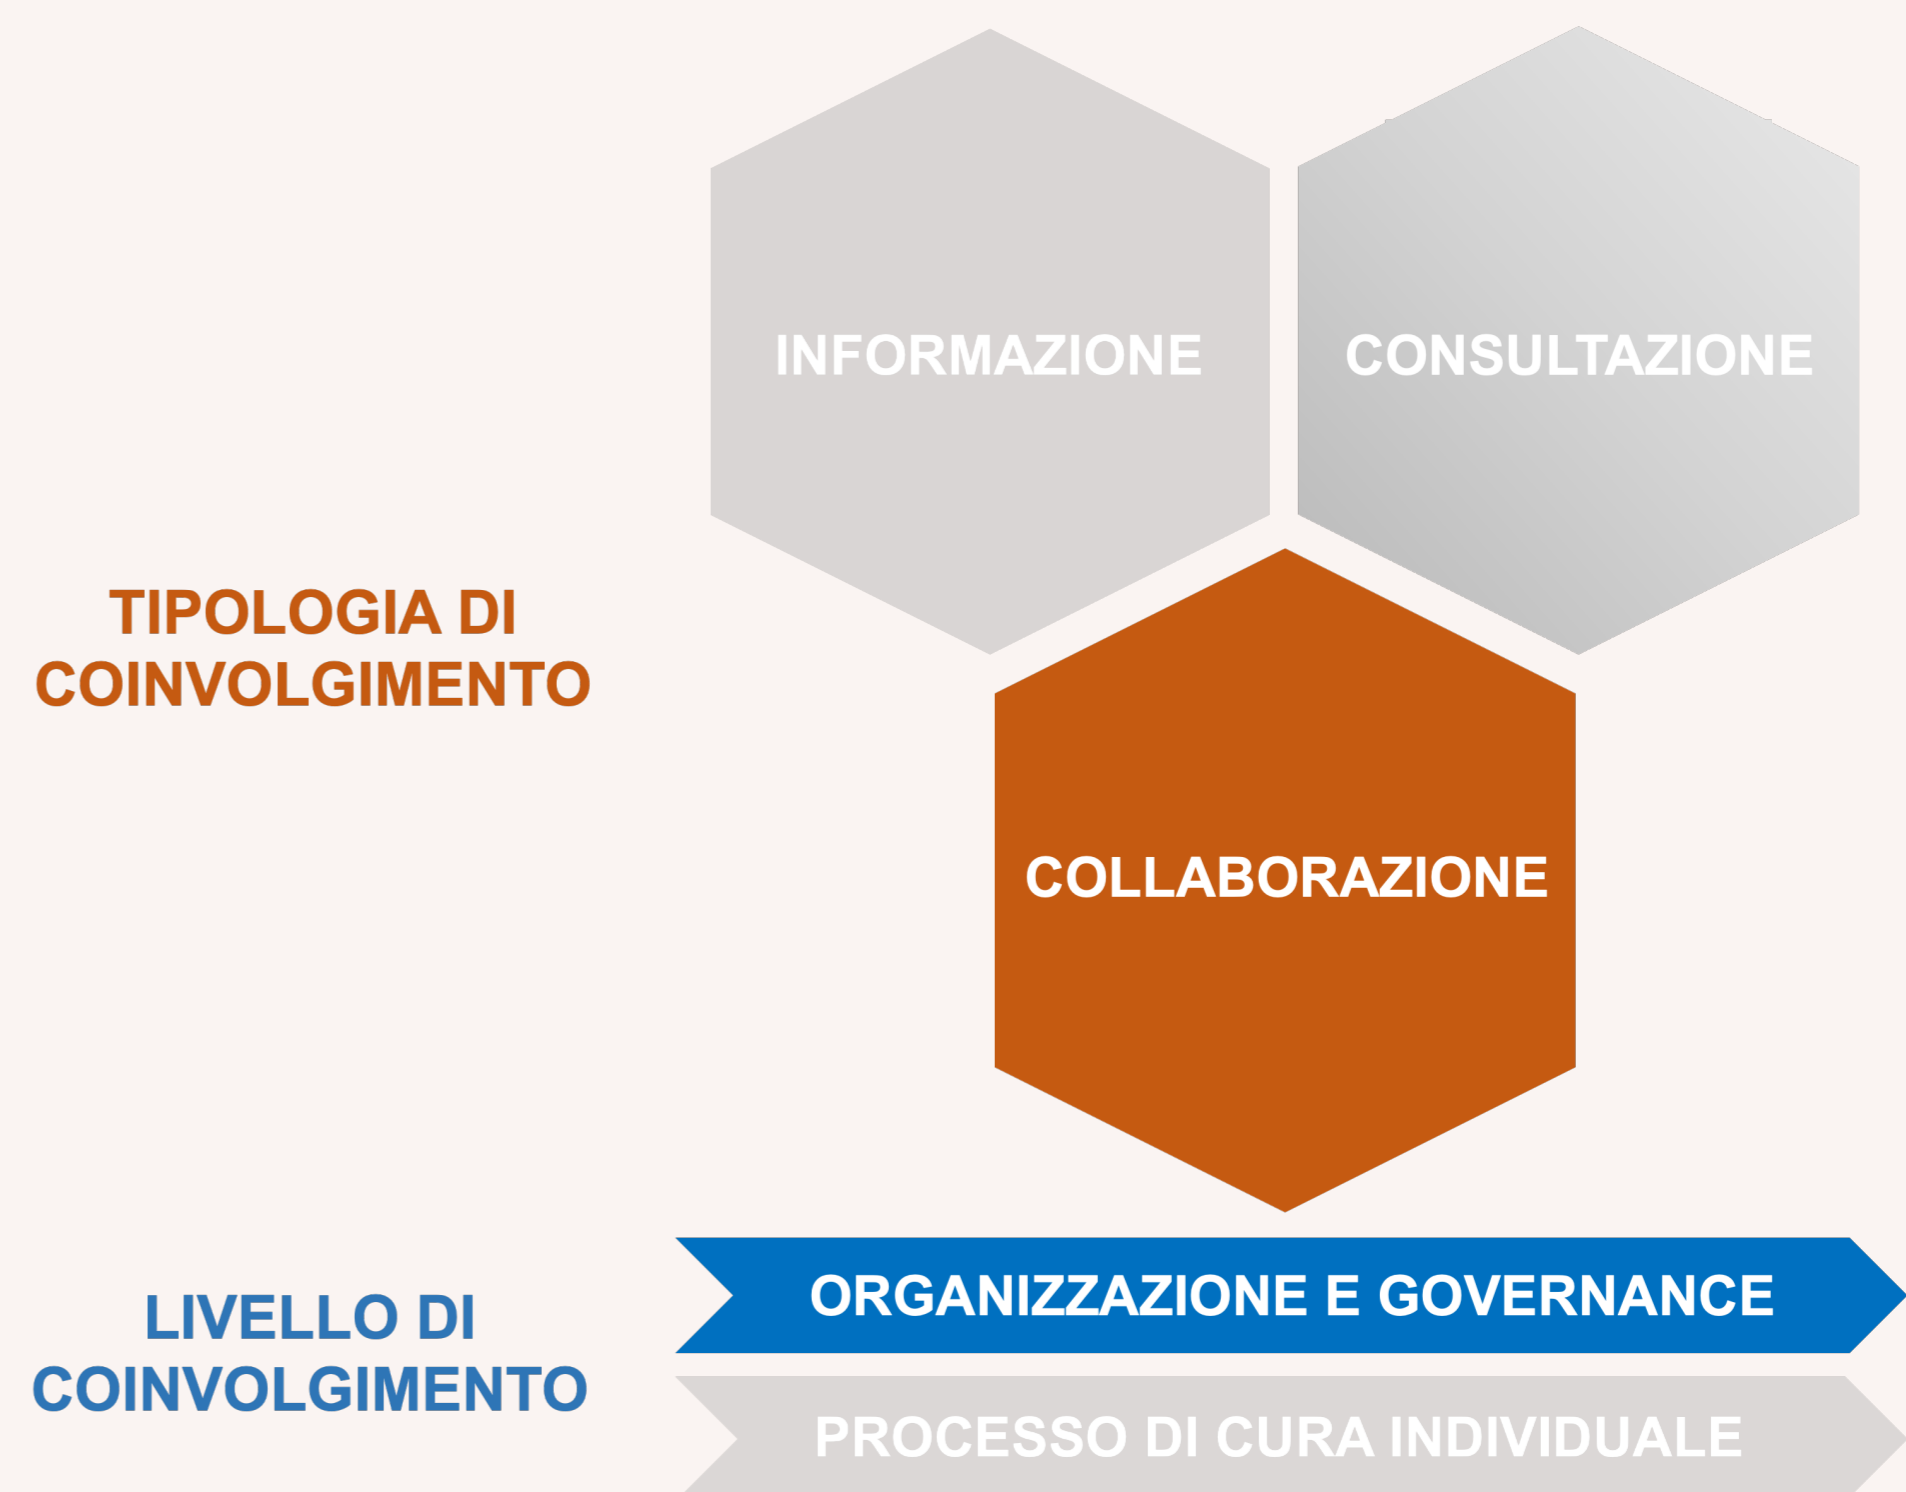 INFORMAZIONE
CONSULTAZIONE
TIPOLOGIA DI
COINVOLGIMENTO
COLLABORAZIONE
LIVELLO DI
COINVOLGIMENTO
ORGANIZZAZIONE E GOVERNANCE
PROCESSO DI CURA INDIVIDUALE